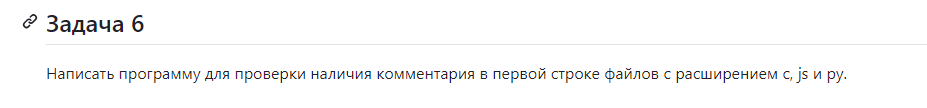 Задача 6
Написать программу для проверки наличия комментария в первой строке файлов с расширением c, js и py.